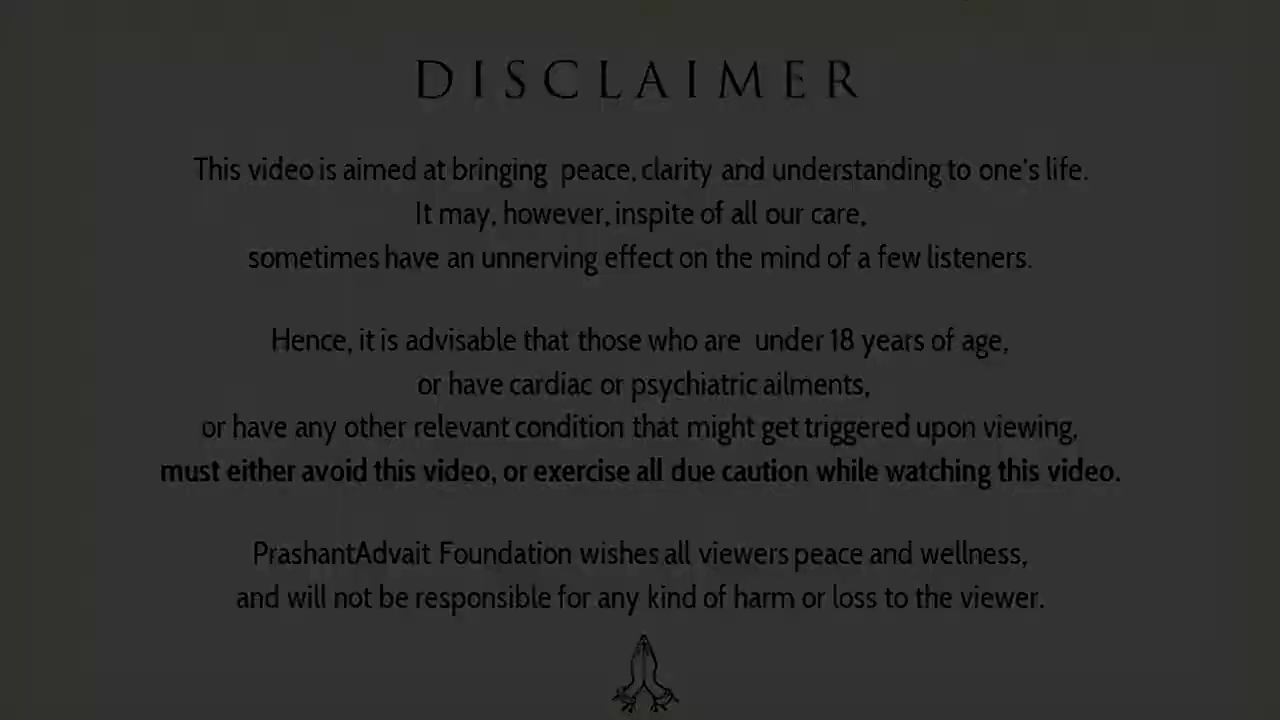 DISCLAIMER
This video is aimed at bringing peace, clarity and understanding to one's life.
It may, however, inspite of all our care,
sometimes have an unnerving effect on the mind of a few listeners.
Hence, it is advisable that those who are under 18 years of age,
or have cardiac or psychiatric ailments,
or have any other relevant condition that might get triggered upon viewing,
must either avoid this video, or exercise all due caution while watching this video.
PrashantAdvait Foundation wishes all viewers peace and wellness,
and will not be responsible for any kind of harm or loss to the viewer.